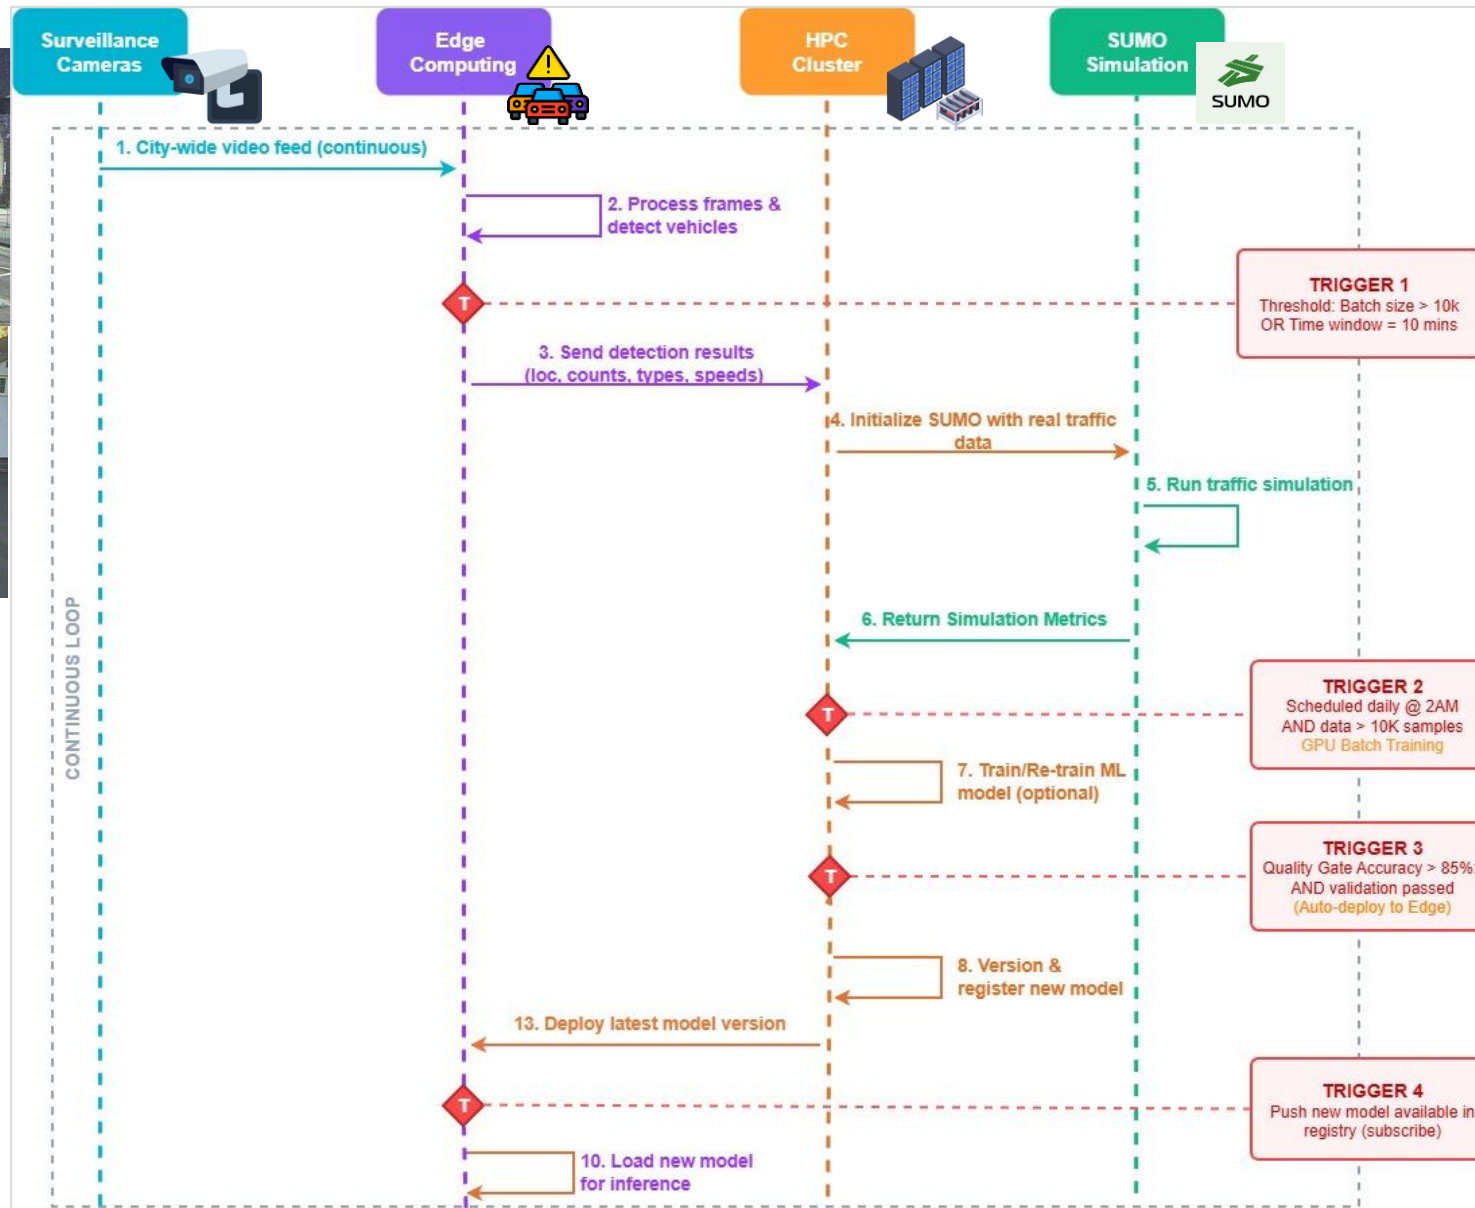 Surveillance
Cameras
Edge
Computing
HPC
Cluster
SUMO
Simulation
SUMO
1. City-wide video feed (continuous)
2. Process frames &
detect vehicles
T
TRIGGER 1
Threshold: Batch size > 10k
OR Time window = 10 mins
3. Send detection results
(loc, counts, types, speeds)
4. Initialize SUMO with real traffic
data
5. Run traffic simulation
CONTINUOUS LOOP
6. Return Simulation Metrics
T
TRIGGER 2
Scheduled daily @ 2AM
AND data > 10K samples
GPU Batch Training
7. Train/Re-train ML
model (optional)
T
TRIGGER 3
Quality Gate Accuracy > 85%
AND validation passed
(Auto-deploy to Edge)
8. Version &
register new model
13. Deploy latest model version
T
TRIGGER 4
Push new model available in
registry (subscribe)
10. Load new model
for inference